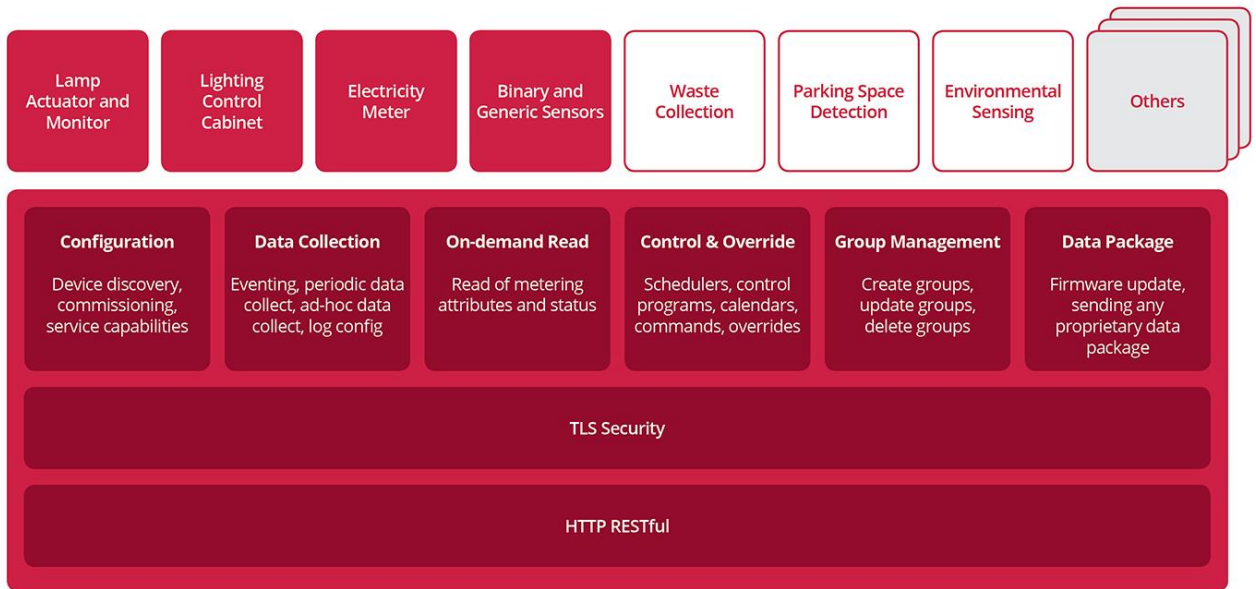 Lamp
Actuator and
Monitor
Lighting
Control
Cabinet
Electricity
Meter
Binary and
Generic Sensors
Waste
Collection
Parking Space
Detection
Environmental
Sensing
Others
Configuration
Device discovery,
commissioning,
service capabilities
Data Collection
Eventing, periodic data
collect, ad-hoc data
collect, log config
On-demand Read
Read of metering
attributes and status
Control & Override
Schedulers, control
programs, calendars,
commands, overrides
Group Management
Create groups,
update groups,
delete groups
Data Package
Firmware update,
sending any
proprietary data
package
TLS Security
HTTP RESTful